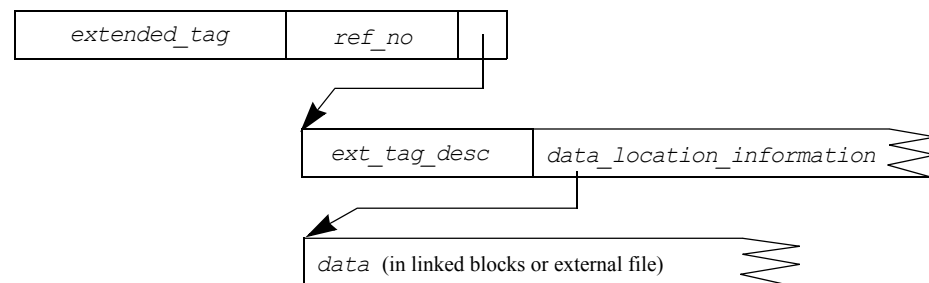 extended_tag ref_no
ext_tag_desc data_location_information
data (in linked blocks or external file)